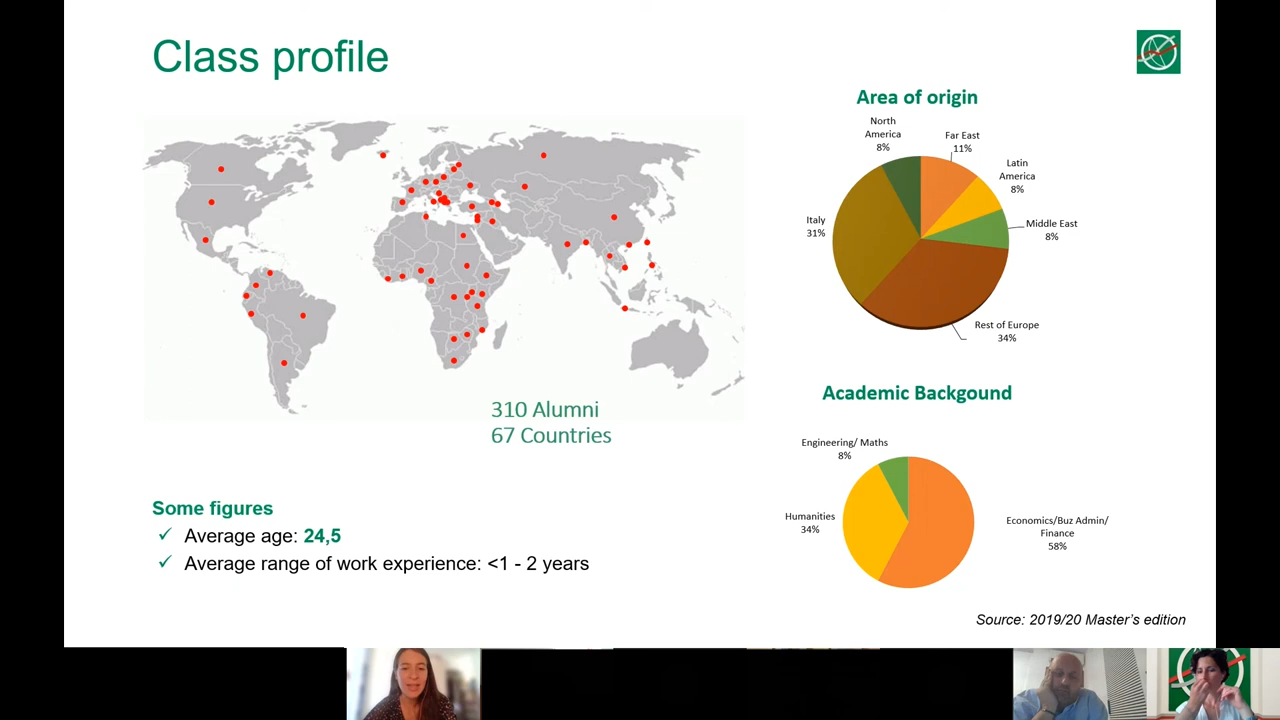 Class profile
Area of origin
North
America
8%
Far East
11%
Latin
America
8%
Italy
31%
Middle East
8%
Rest of Europe
34%
310 Alumni
67 Countries
Academic Backgound
Engineering/ Maths
8%
Humanities
34%
Economics/Buz Admin/
Finance
58%
Some figures
✓ Average age: 24,5
✓ Average range of work experience: <1 - 2 years
Source: 2019/20 Master's edition